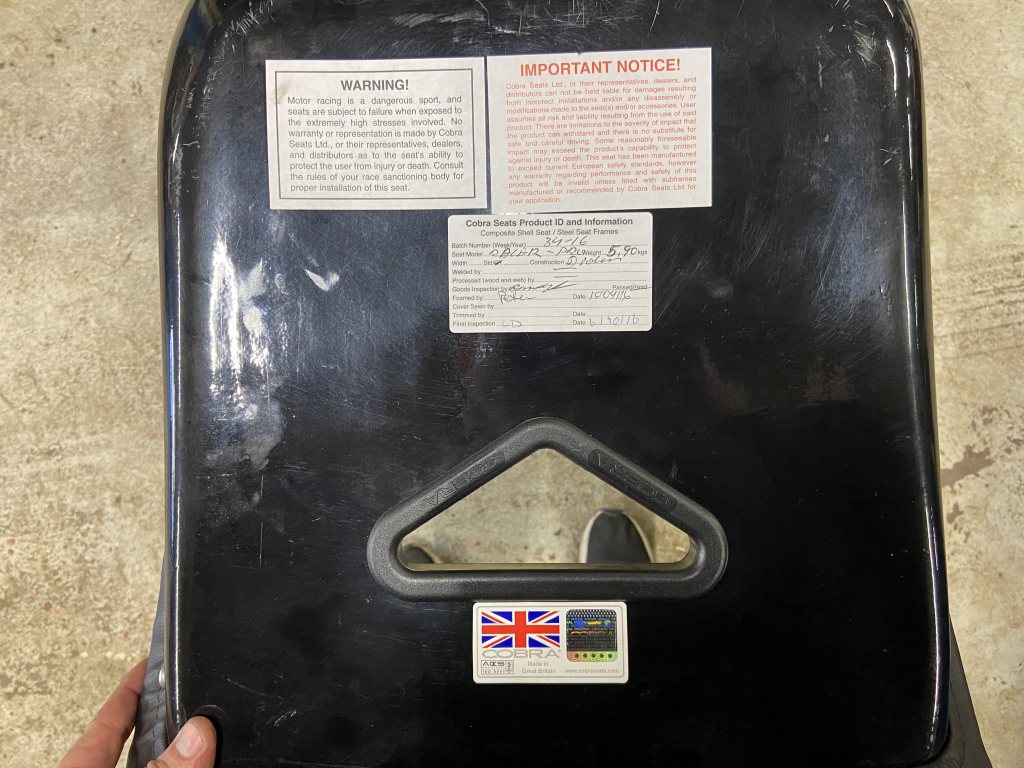 WARNING!
Motor racing is a dangerous sport, and
seats are subject to failure when exposed to
the extremely high stresses involved. No
warranty or representation is made by Cobra
Seats Ltd., or their representatives, dealers,
and distributors as to the seat's ability to
protect the user from injury or death. Consult
the rules of your race sanctioning body for
proper installation of this seat.
IMPORTANT NOTICE!
Cobra Seats Ltd., or their representatives, dealers, and
distributors can not be held liable for damages resulting
from incorrect installations and/or any disassembly or
modifications made to the seat(s) and/or accessories. User
assumes all risk and liability resulting from the use of said
product. There are limitations to the severity of impact that
the product can withstand and there is no substitute for
safe and careful driving. Some reasonably foreseeable
impact may exceed the product's capability to protect
against injury or death. This seat has been manufactured
to exceed current European safety standards, however
any warranty regarding performance and safety of this
product will be invalid unless fitted with subframes
manufactured or recommended by Cobra Seats Ltd for
your application.
Cobra Seats Product ID and Information
Composite Shell Seat / Steel Seat Frames
Batch Number (Week/Year) 34-16
Seat Model Weight 5,90 kgs
Width Std/ Construction
Welded by
Processed (wood and web) by
Goods Inspection by Passed/Hold
Foamed by Peter Date
Cover Sewn by
Trimmed by Date
Final Inspection Date
COBRA COBRA
COBRA
Made in
Great Britain
www.cobraseats.com